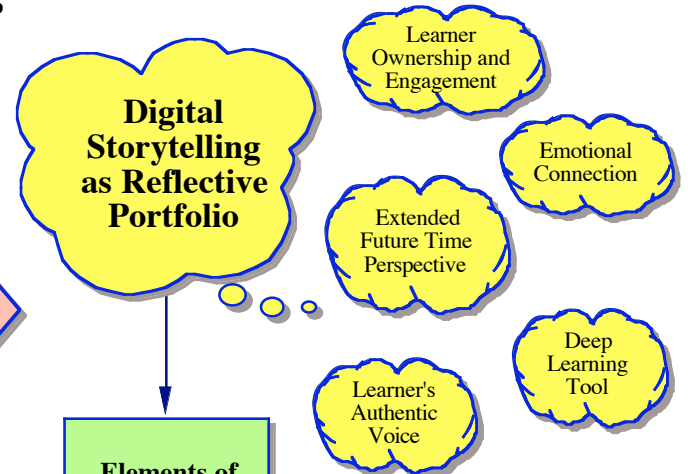 Digital
Storytelling
as Reflective
Portfolio
Learner
Ownership and
Engagement
Emotional
Connection
Extended
Future Time
Perspective
Deep
Learning
Tool
Learner's
Authentic
Voice
Elements of